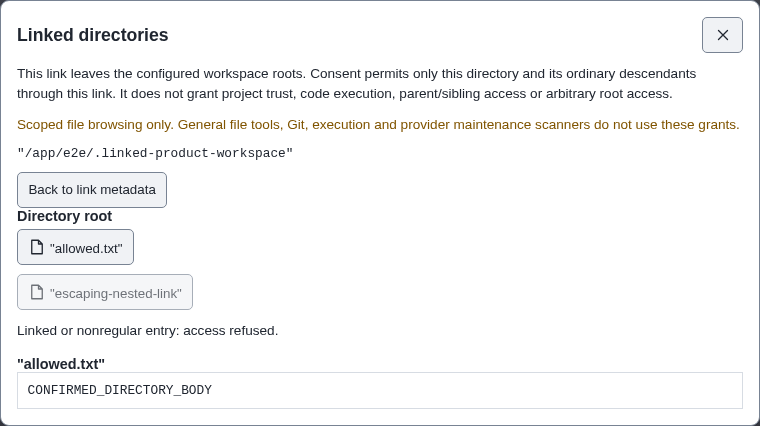 Linked directories
This link leaves the configured workspace roots. Consent permits only this directory and its ordinary descendants
through this link. It does not grant project trust, code execution, parent/sibling access or arbitrary root access.
Scoped file browsing only. General file tools, Git, execution and provider maintenance scanners do not use these grants.
"/app/e2e/.linked-product-workspace"
Back to link metadata
Directory root
"allowed.txt"
"escaping-nested-link"
Linked or nonregular entry: access refused.
"allowed.txt"
CONFIRMED_DIRECTORY_BODY